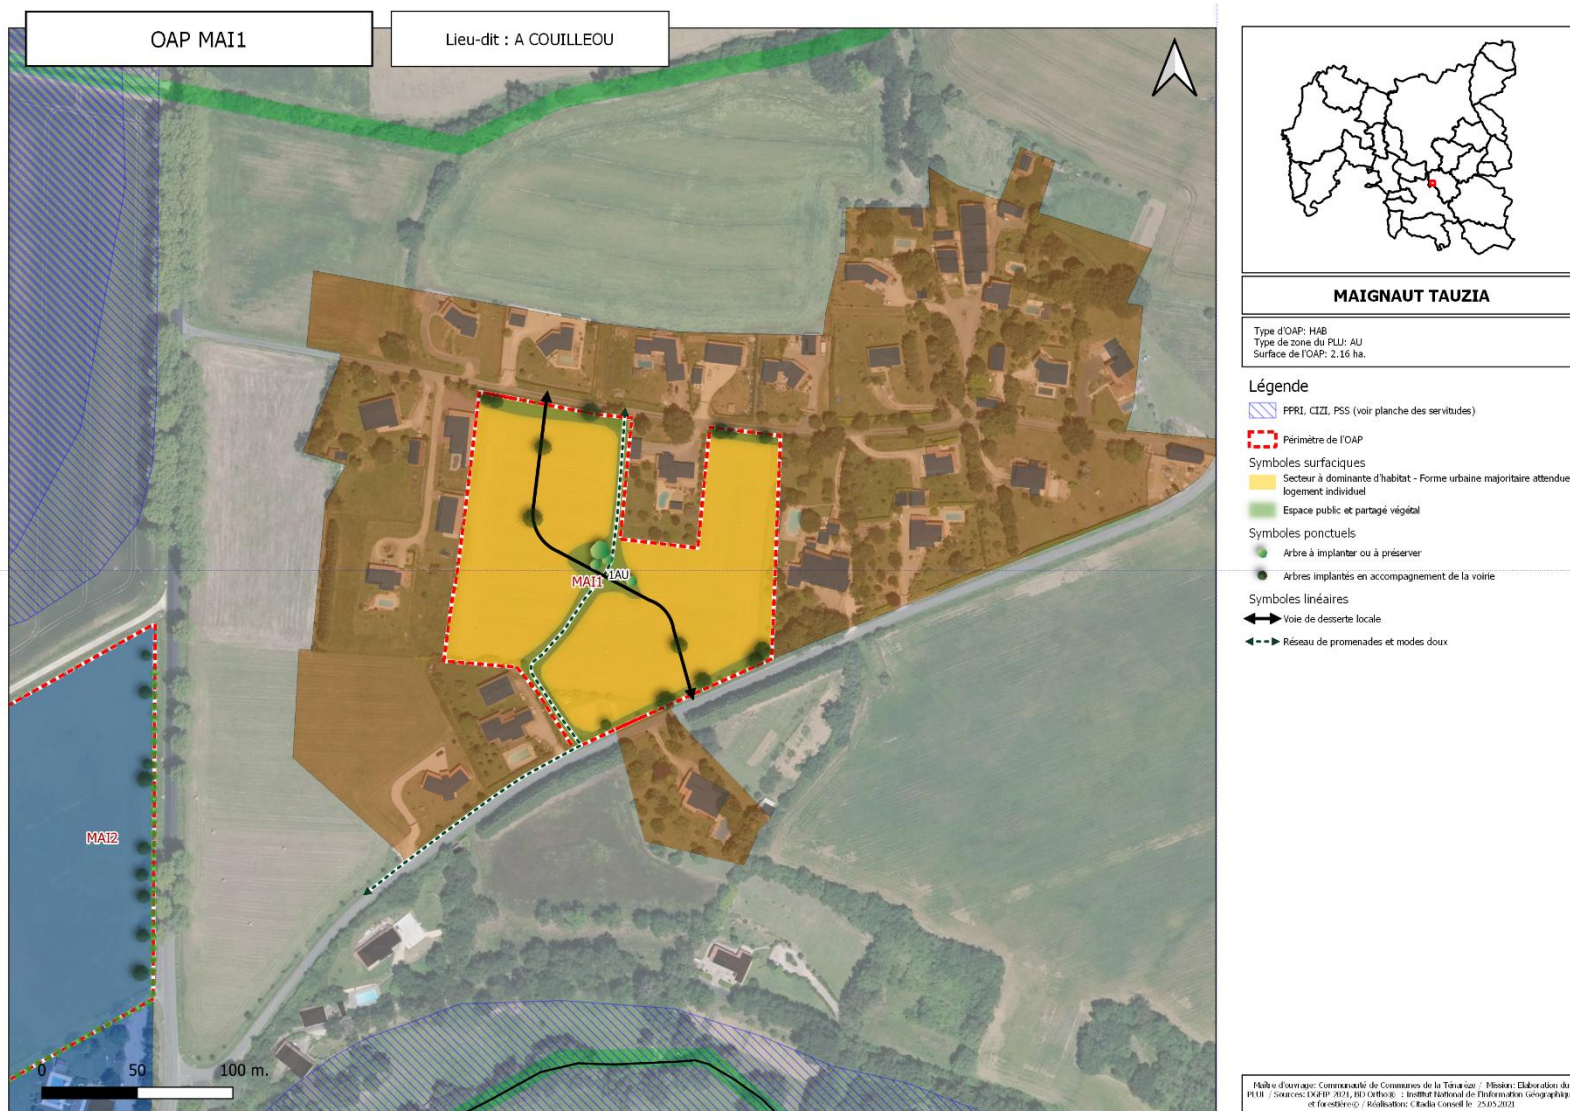 OAP MAI1
Lieu-dit : A COUILLEOU
MAIGNAUT TAUZIA
Type d'OAP: HAB
Type de zone du PLU: AU
Surface de l'OAP: 2.16 ha.
Légende
PPRI, CIZI, PSS (voir planche des servitudes)
Périmètre de l'OAP
Symboles surfaciques
Secteur à dominante d'habitat - Forme urbaine majoritaire attendue
logement individuel
Espace public et partagé végétal
Symboles ponctuels
Arbre à implanter ou à préserver
Arbres implantés en accompagnement de la voirie
Symboles linéaires
Voie de desserte locale
Réseau de promenades et modes doux
1AU
MAI1
MAI2
0 50 100 m.
Maître d'ouvrage: Communauté de Communes de la Ténarèze / Mission: Elaboration du
PLUI / Sources: DGFIP 2021, BD Ortho® : Institut National de l'Information Géographique
et forestière© / Réalisation: Citadia Conseil le 25.05.2021